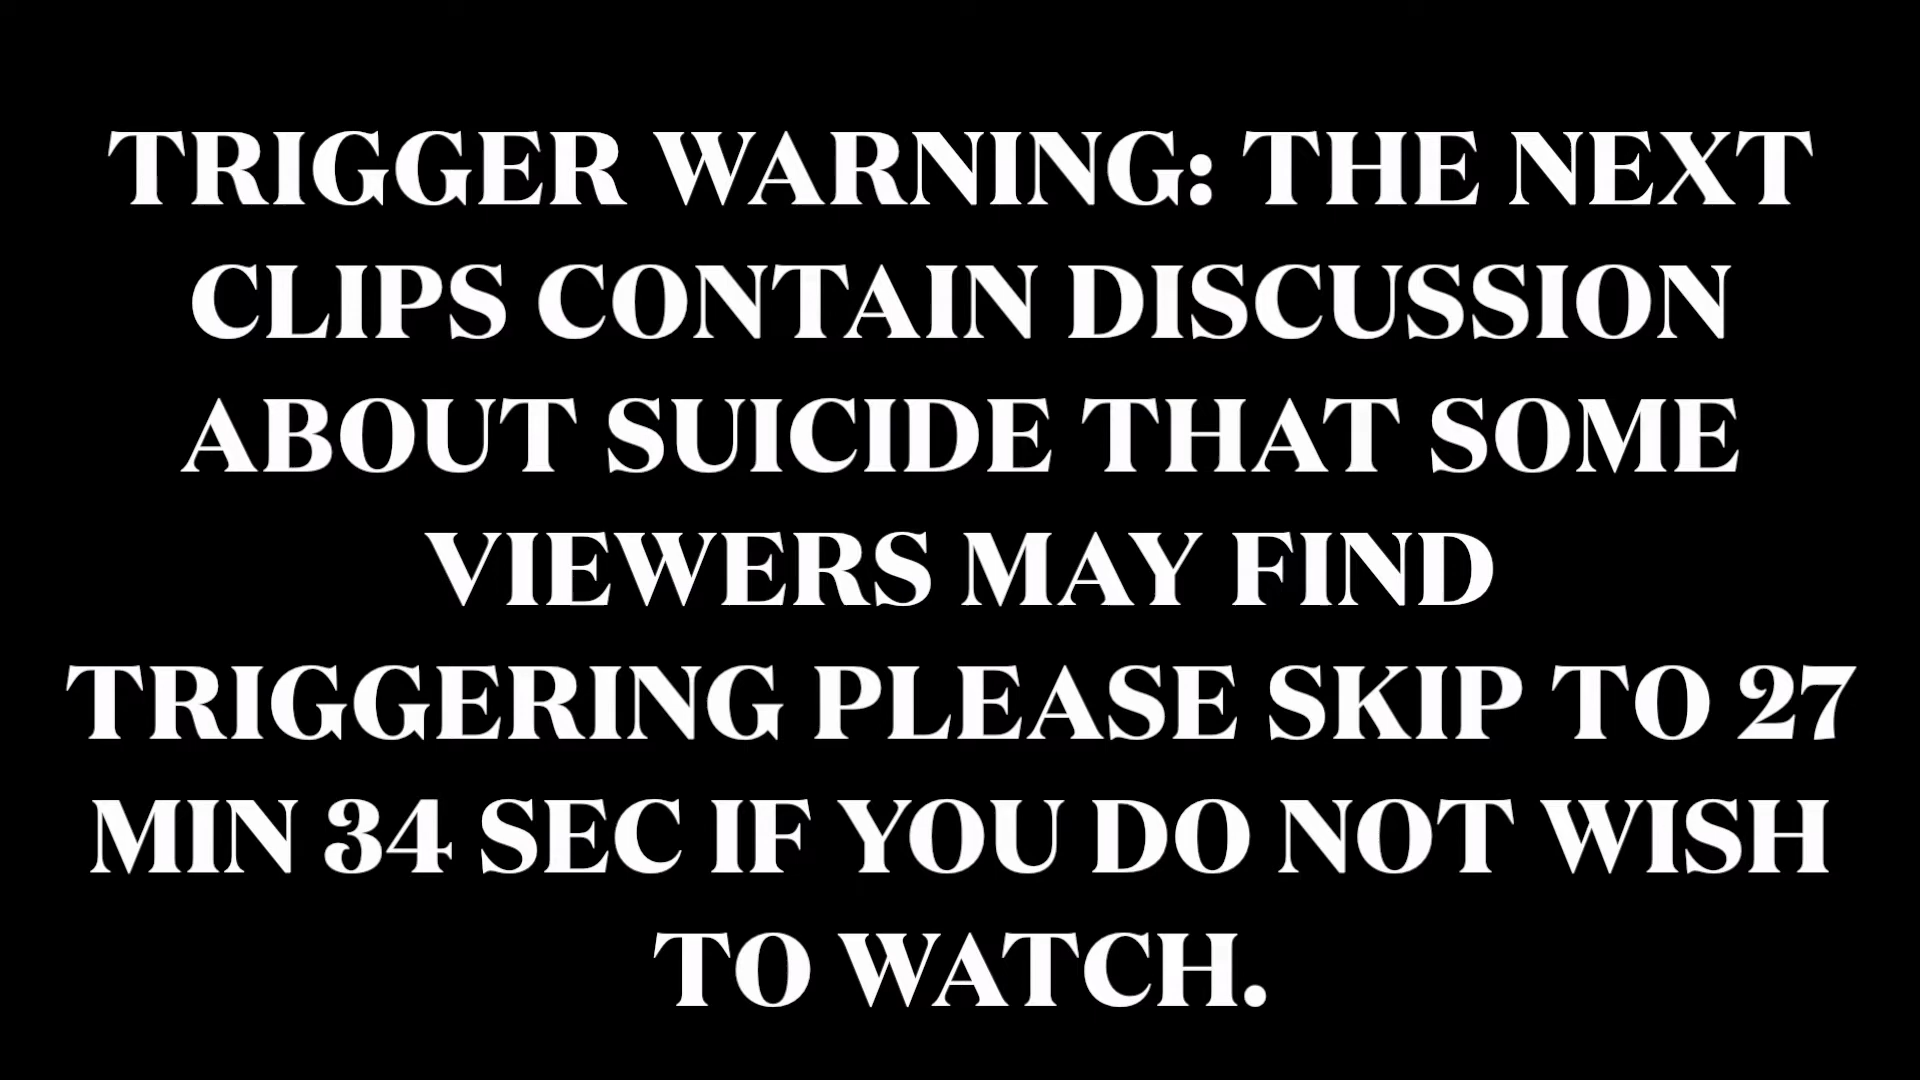 TRIGGER WARNING: THE NEXT
CLIPS CONTAIN DISCUSSION
ABOUT SUICIDE THAT SOME
VIEWERS MAY FIND
TRIGGERING PLEASE SKIP TO 27
MIN 34 SEC IF YOU DO NOT WISH
TO WATCH.